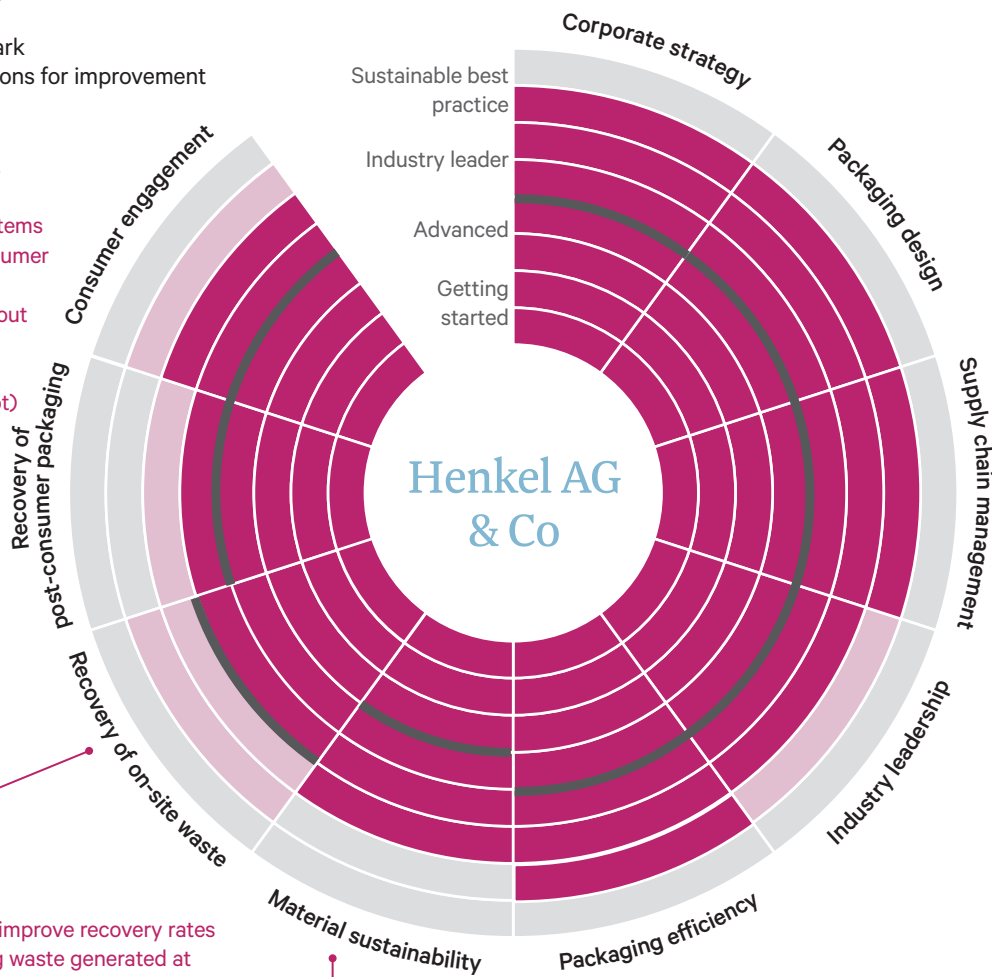 ark
ons for improvement
tems
umer
out
ot)
improve recovery rates
g waste generated at
Sustainable best
practice
Industry leader
Advanced
Getting
started
Corporate strategy
Packaging design
Supply chain management
Industry leadership
Packaging efficiency
Material sustainability
Recovery of on-site waste
Recovery of
post-consumer packaging
Consumer engagement
Henkel AG
& Co